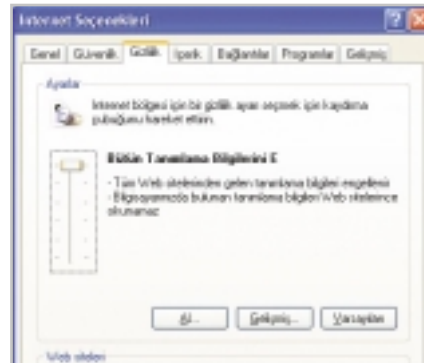 Internet Seçenekleri
Genel Güvenlik Gizlilik İçerik Bağlantılar Programlar Gelişmiş
Ayarlar
Internet bölgesi için bir gizlilik ayarı seçmek için kaydırma
çubuğunu hareket ettirin.
Bütün Tanımlama Bilgilerini E
- Tüm Web sitelerinden gelen tanımlama bilgileri engellenir
- Bilgisayarınızda bulunan tanımlama bilgileri Web sitelerince
okunamaz
Al... Gelişmiş... Varsayılan
Web siteleri